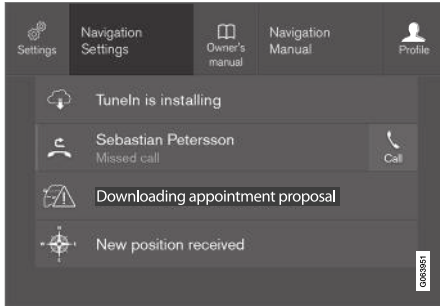 Settings
Navigation
Settings
Owner's
manual
Navigation
Manual
Profile
TuneIn is installing
Sebastian Petersson
Missed call
Call
Downloading appointment proposal
New position received
G063951